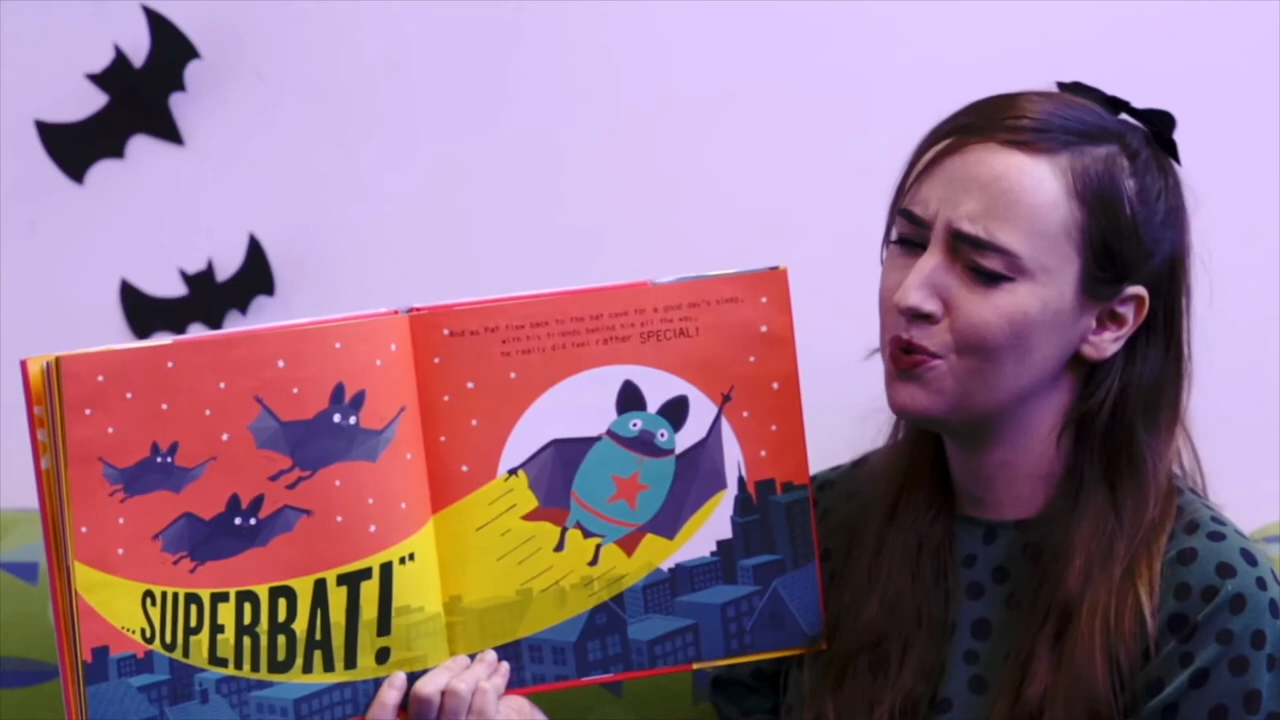 ...SUPERBAT!"
And as Pat flew back to the bat cave for a good day's sleep,
with his friends behind him all the way,
he really did feel rather SPECIAL!